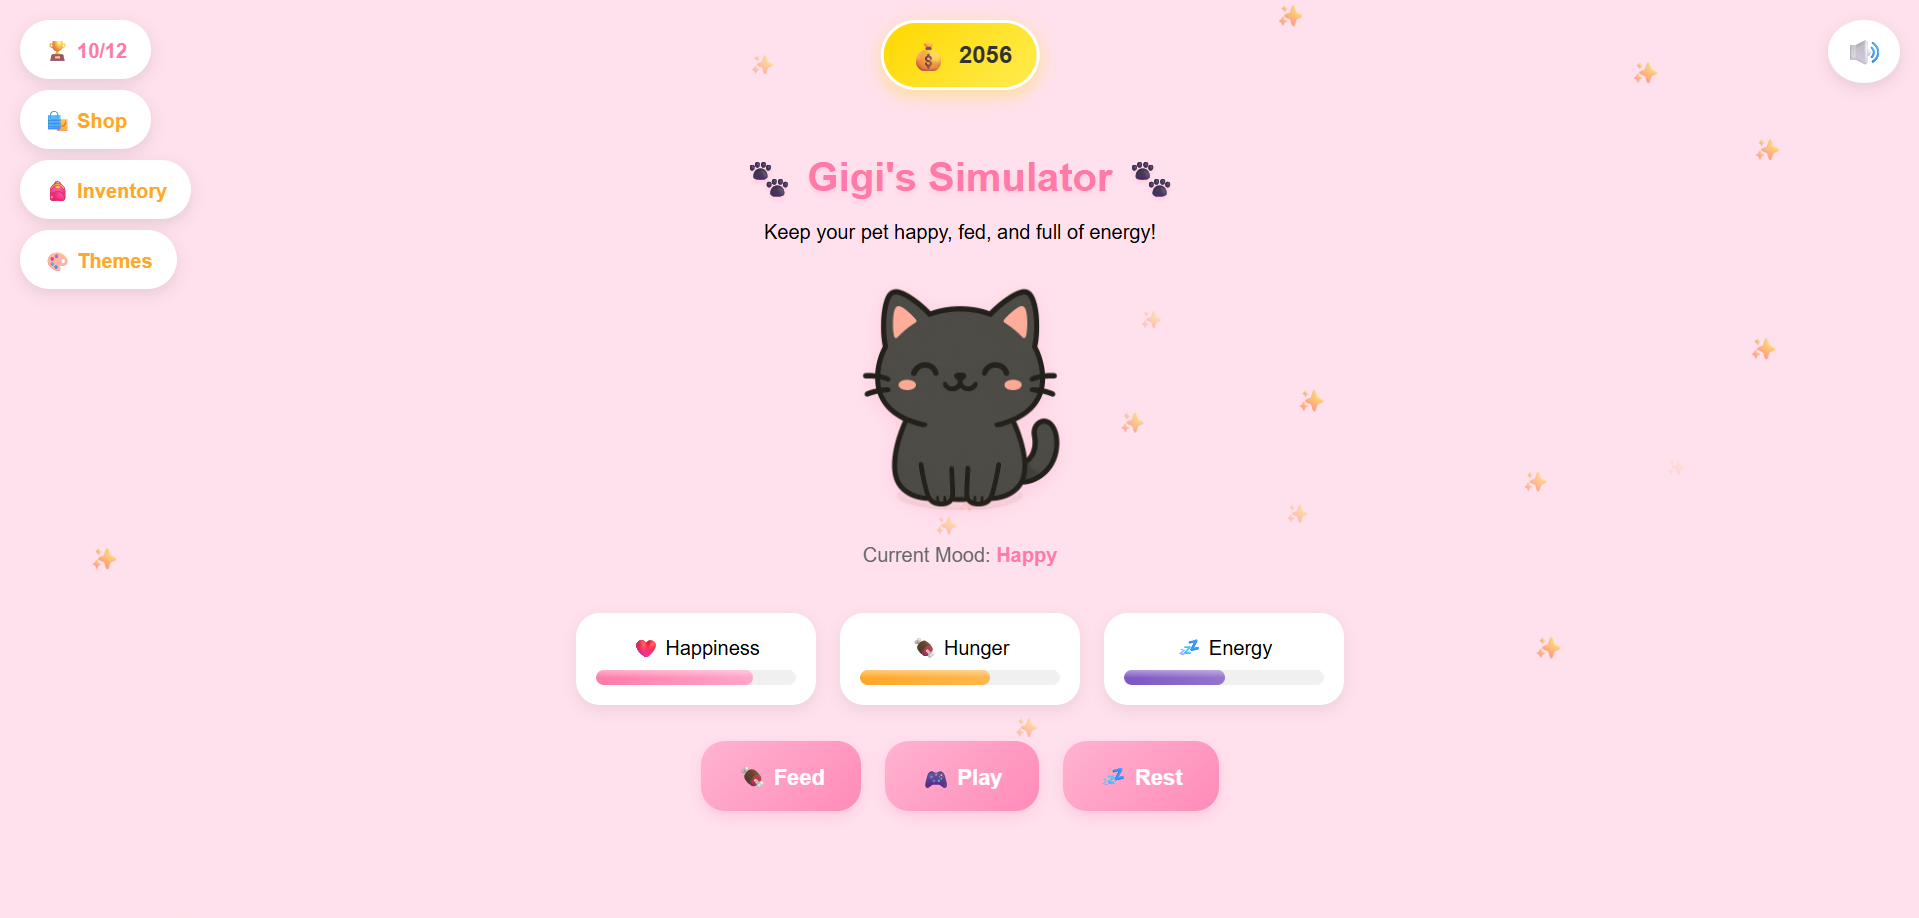 10/12
Shop
Inventory
Themes
2056
Gigi's Simulator
Keep your pet happy, fed, and full of energy!
Current Mood: Happy
Happiness
Hunger
Energy
Feed
Play
Rest